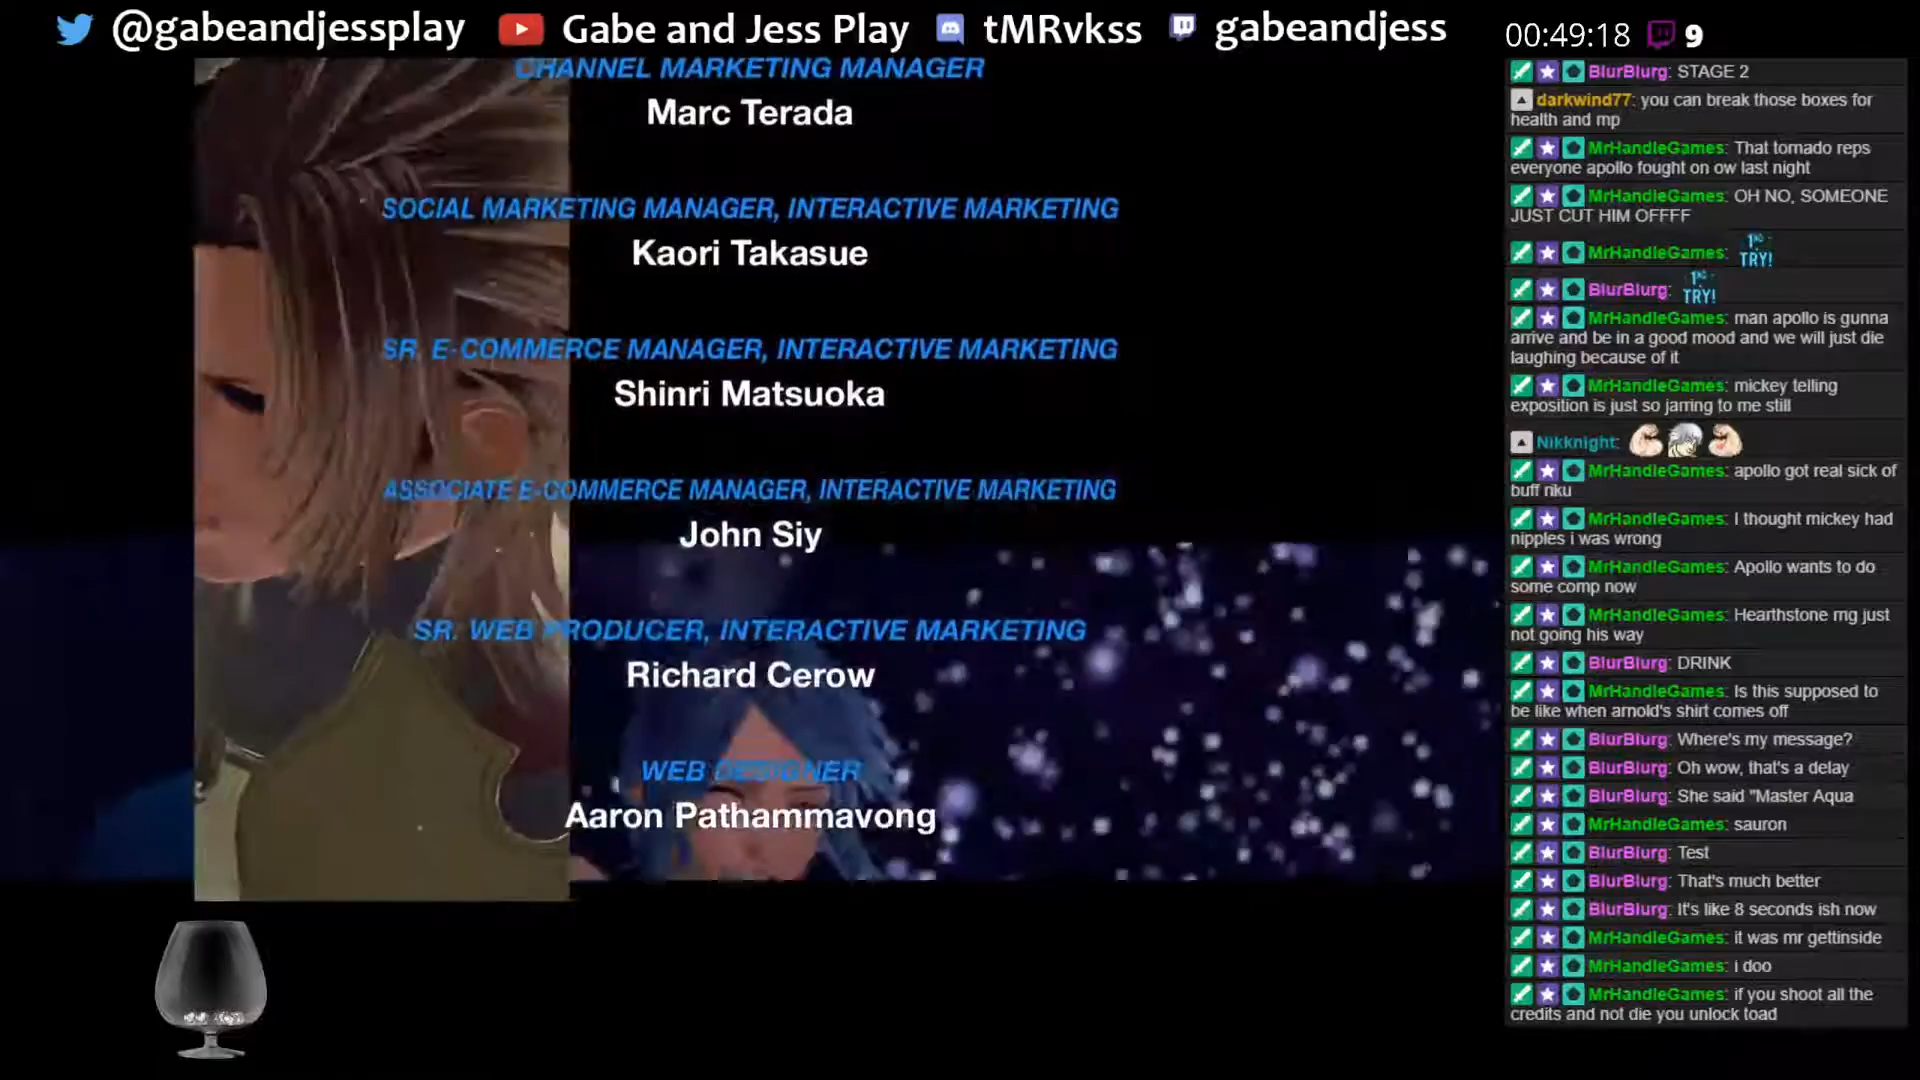 @gabeandjessplay Gabe and Jess Play tMRvkss gabeandjess
00:49:18 9
CHANNEL MARKETING MANAGER
Marc Terada
SOCIAL MARKETING MANAGER, INTERACTIVE MARKETING
Kaori Takasue
SR. E-COMMERCE MANAGER, INTERACTIVE MARKETING
Shinri Matsuoka
ASSOCIATE E-COMMERCE MANAGER, INTERACTIVE MARKETING
John Siy
SR. WEB PRODUCER, INTERACTIVE MARKETING
Richard Cerow
WEB DESIGNER
Aaron Pathammavong
BlurBlurg: STAGE 2
darkwind77: you can break those boxes for
health and mp
MrHandleGames: That tornado reps
everyone apollo fought on ow last night
MrHandleGames: OH NO, SOMEONE
JUST CUT HIM OFFFF
MrHandleGames: 1ST TRY!
BlurBlurg: 1ST TRY!
MrHandleGames: man apollo is gunna
arrive and be in a good mood and we will just die
laughing because of it
MrHandleGames: mickey telling
exposition is just so jarring to me still
Nikknight:
MrHandleGames: apollo got real sick of
buff riku
MrHandleGames: I thought mickey had
nipples i was wrong
MrHandleGames: Apollo wants to do
some comp now
MrHandleGames: Hearthstone rng just
not going his way
BlurBlurg: DRINK
MrHandleGames: Is this supposed to
be like when arnold's shirt comes off
BlurBlurg: Where's my message?
BlurBlurg: Oh wow, that's a delay
BlurBlurg: She said "Master Aqua
MrHandleGames: sauron
BlurBlurg: Test
BlurBlurg: That's much better
BlurBlurg: It's like 8 seconds ish now
MrHandleGames: it was mr gettinside
MrHandleGames: i doo
MrHandleGames: if you shoot all the
credits and not die you unlock toad